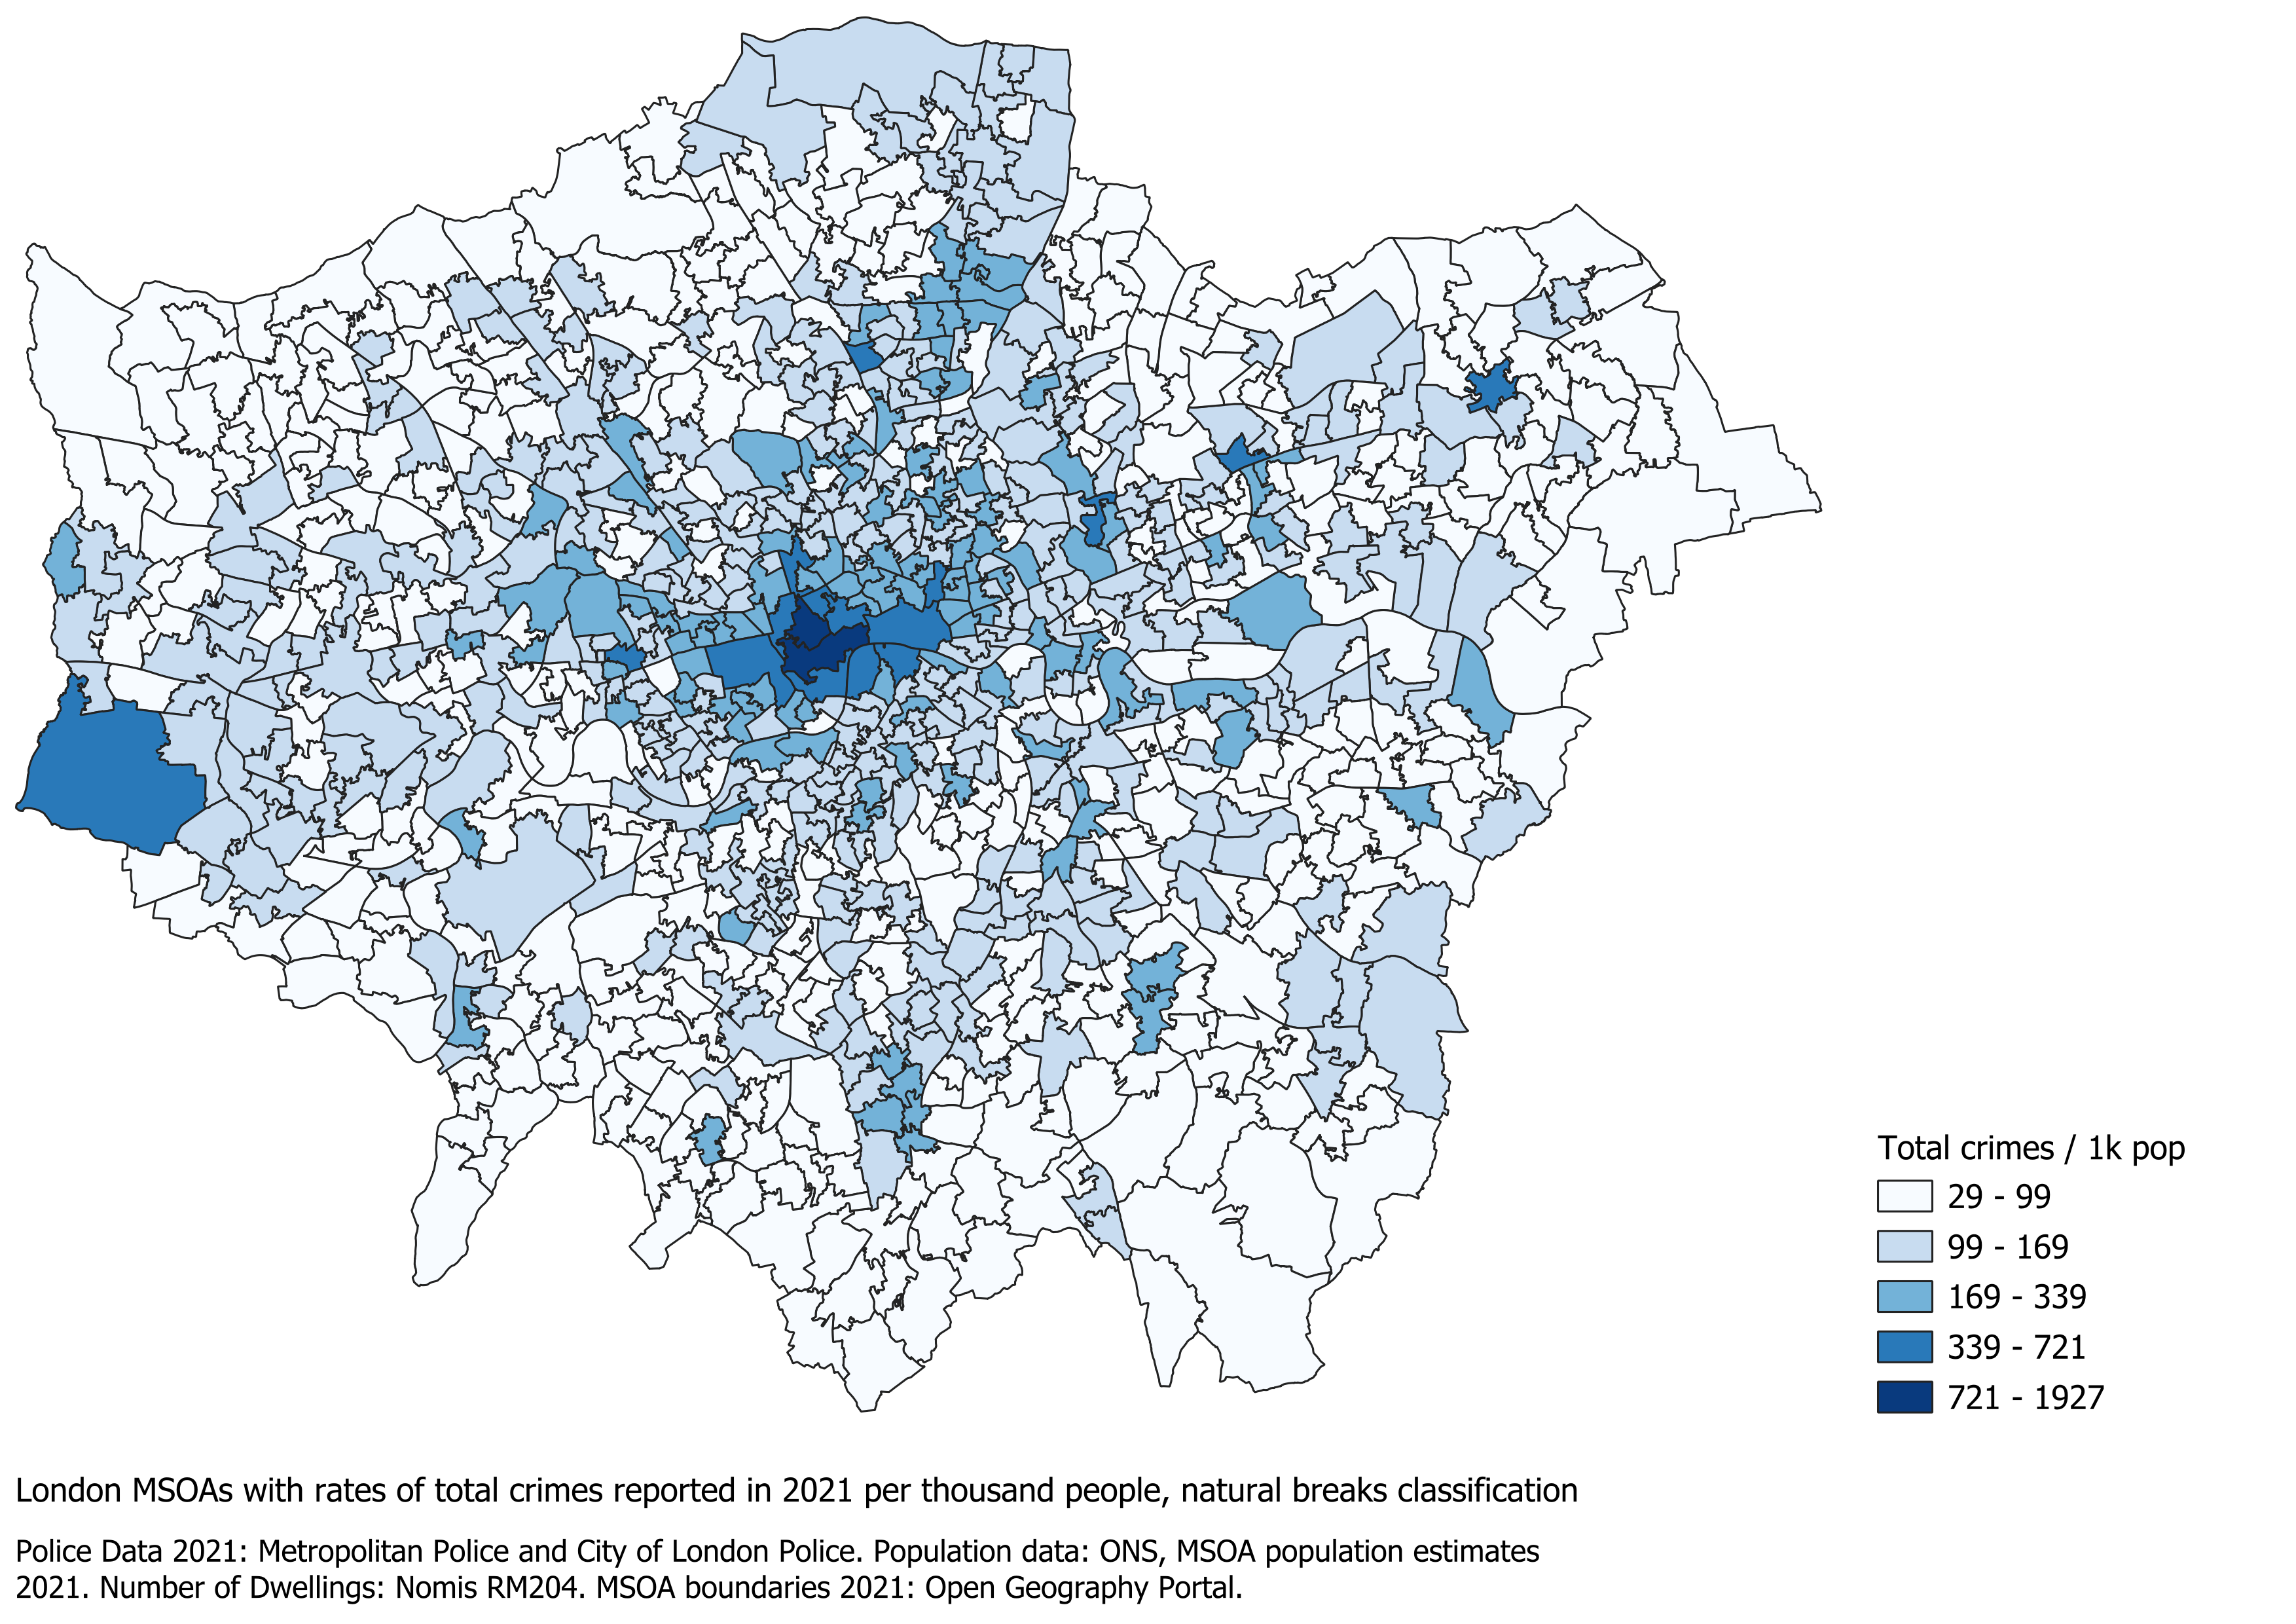 Total crimes / 1k pop
29 - 99
99 - 169
169 - 339
339 - 721
721 - 1927
London MSOAs with rates of total crimes reported in 2021 per thousand people, natural breaks classification
Police Data 2021: Metropolitan Police and City of London Police. Population data: ONS, MSOA population estimates
2021. Number of Dwellings: Nomis RM204. MSOA boundaries 2021: Open Geography Portal.